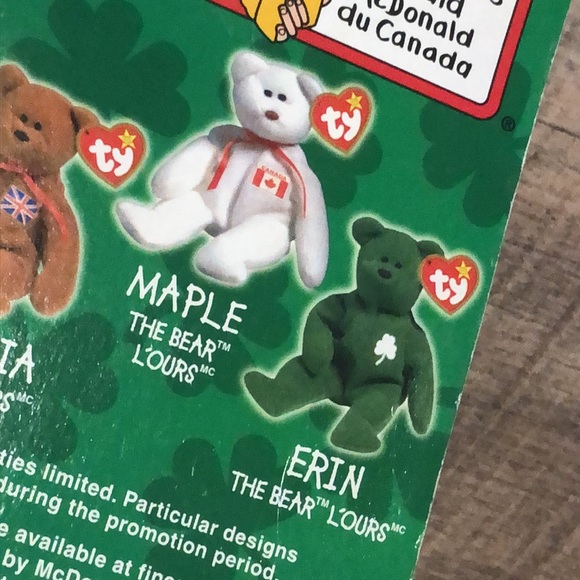 McDonald
du Canada
®
ty
ty
ty
CANADA
MAPLE
THE BEAR™
L'OURS MC
ERIN
THE BEAR™ L'OURS MC
ties limited. Particular designs
during the promotion period.
available at
by